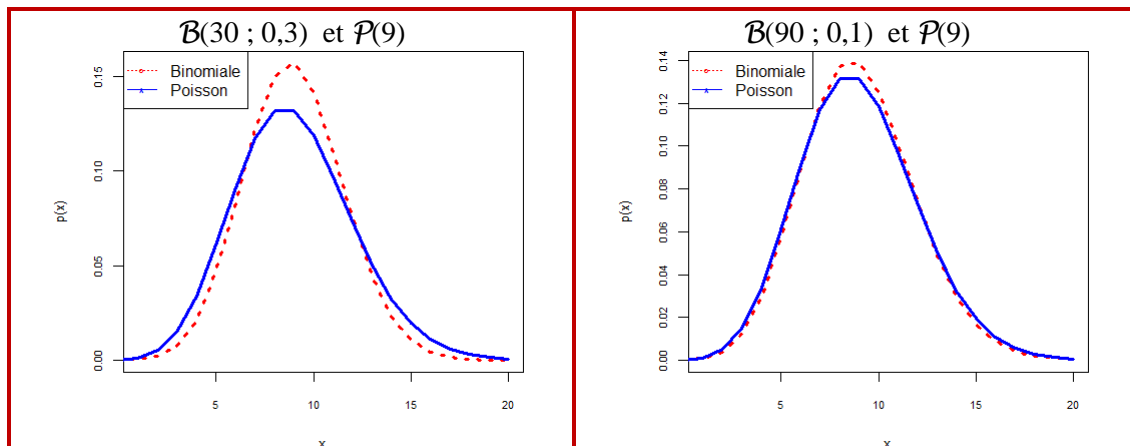 B(30 ; 0,3) et P(9)
Binomiale
Poisson
p(x)
0.15
0.10
0.05
0.00
5
10
15
20
x
B(90 ; 0,1) et P(9)
Binomiale
Poisson
p(x)
0.14
0.12
0.10
0.08
0.06
0.04
0.02
0.00
5
10
15
20
x